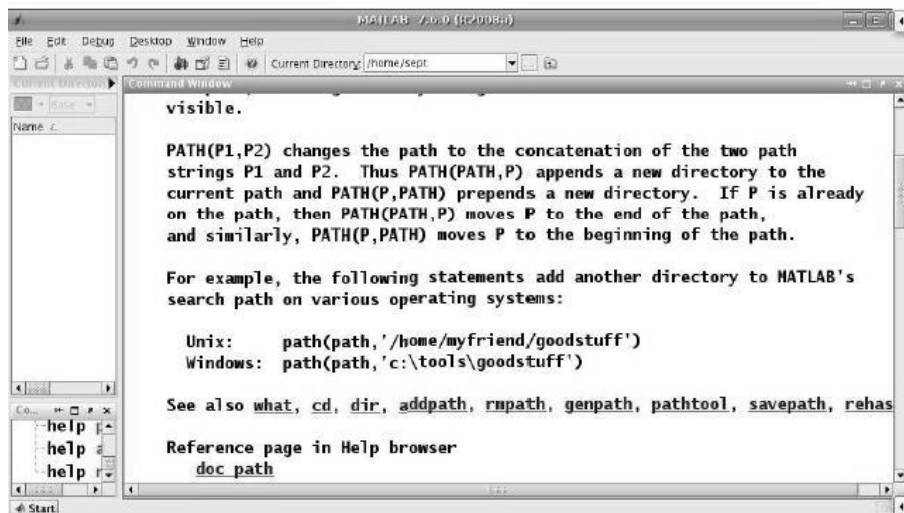 MATLAB 7.6.0 (R2008a)
File Edit Debug Desktop Window Help
Current Directory: /home/sept
Current Directory
Command Window
Base
Name
visible.
PATH(P1,P2) changes the path to the concatenation of the two path
strings P1 and P2. Thus PATH(PATH,P) appends a new directory to the
current path and PATH(P,PATH) prepends a new directory. If P is already
on the path, then PATH(PATH,P) moves P to the end of the path,
and similarly, PATH(P,PATH) moves P to the beginning of the path.
For example, the following statements add another directory to MATLAB's
search path on various operating systems:
Unix: path(path,'/home/myfriend/goodstuff')
Windows: path(path,'c:\tools\goodstuff')
See also what, cd, dir, addpath, rmpath, genpath, pathtool, savepath, rehas
Reference page in Help browser
doc path
Co...
help p
help a
help r
Start